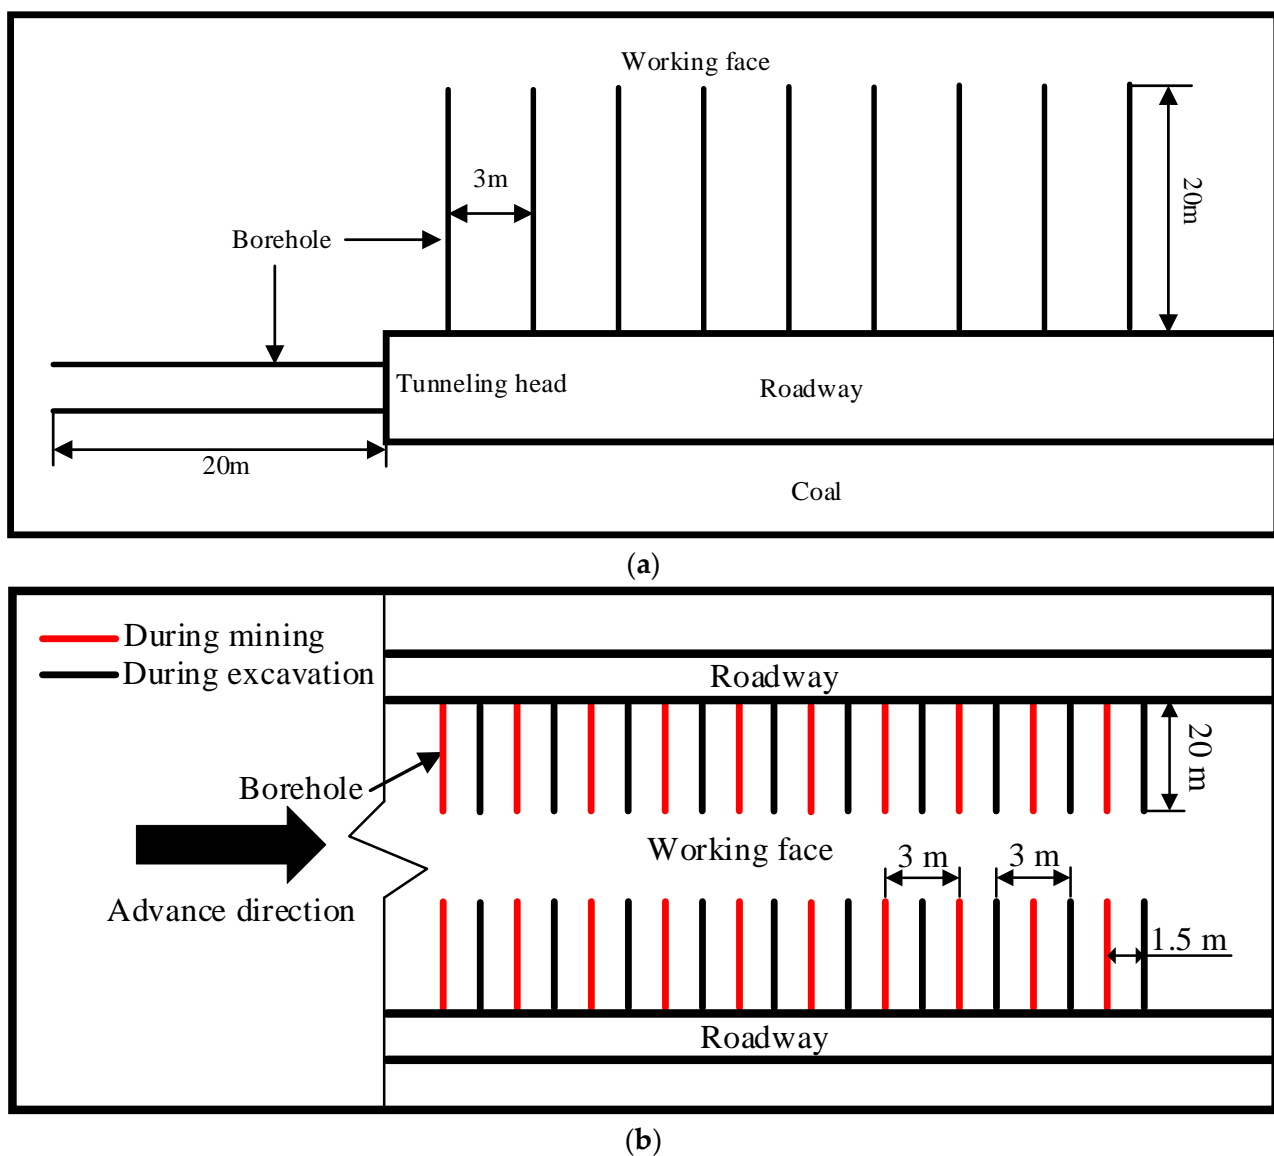 Working face
3m
20m
Borehole
Tunneling head
Roadway
20m
Coal
(a)
During mining
During excavation
Roadway
20 m
Borehole
Working face
3 m
3 m
Advance direction
1.5 m
Roadway
(b)